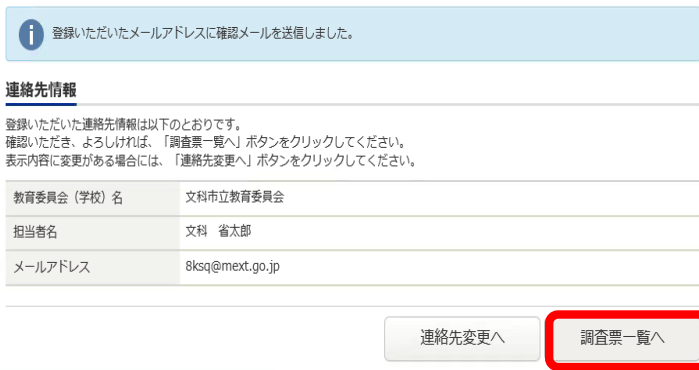 登録いただいたメールアドレスに確認メールを送信しました。
連絡先情報
登録いただいた連絡先情報は以下のとおりです。
確認いただき、よろしければ、「調査票一覧へ」ボタンをクリックしてください。
表示内容に変更がある場合には、「連絡先変更へ」ボタンをクリックしてください。
教育委員会（学校）名 文科市立教育委員会
担当者名 文科　省太郎
メールアドレス 8ksq@mext.go.jp
連絡先変更へ 調査票一覧へ